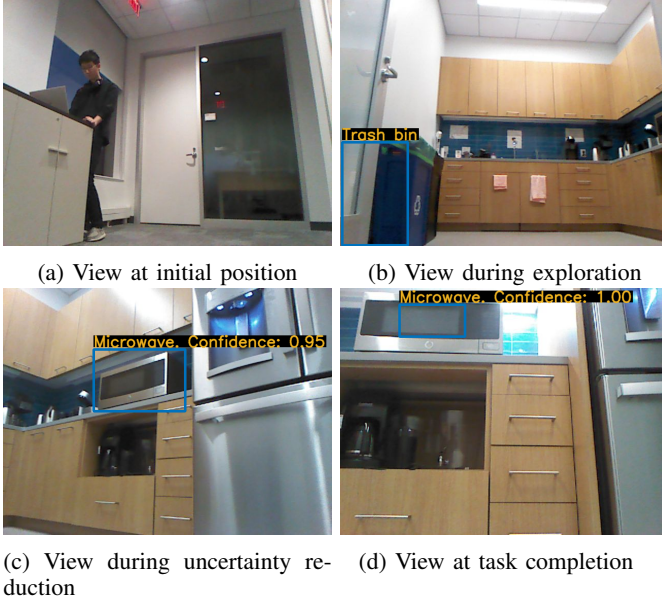 (a) View at initial position
Trash bin
(b) View during exploration
Microwave. Confidence: 0.95
(c) View during uncertainty re-
duction
Microwave. Confidence: 1.00
(d) View at task completion